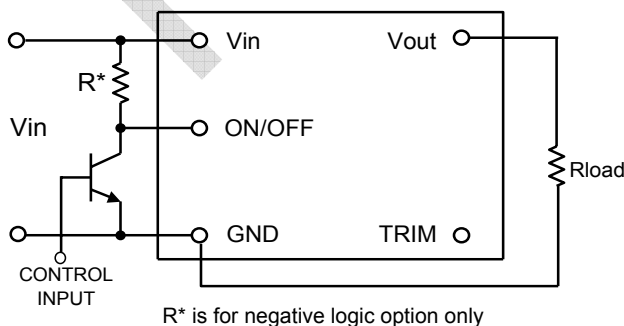 Vin
Vout
R*
Vin
ON/OFF
Rload
GND
TRIM
CONTROL
INPUT
R* is for negative logic option only